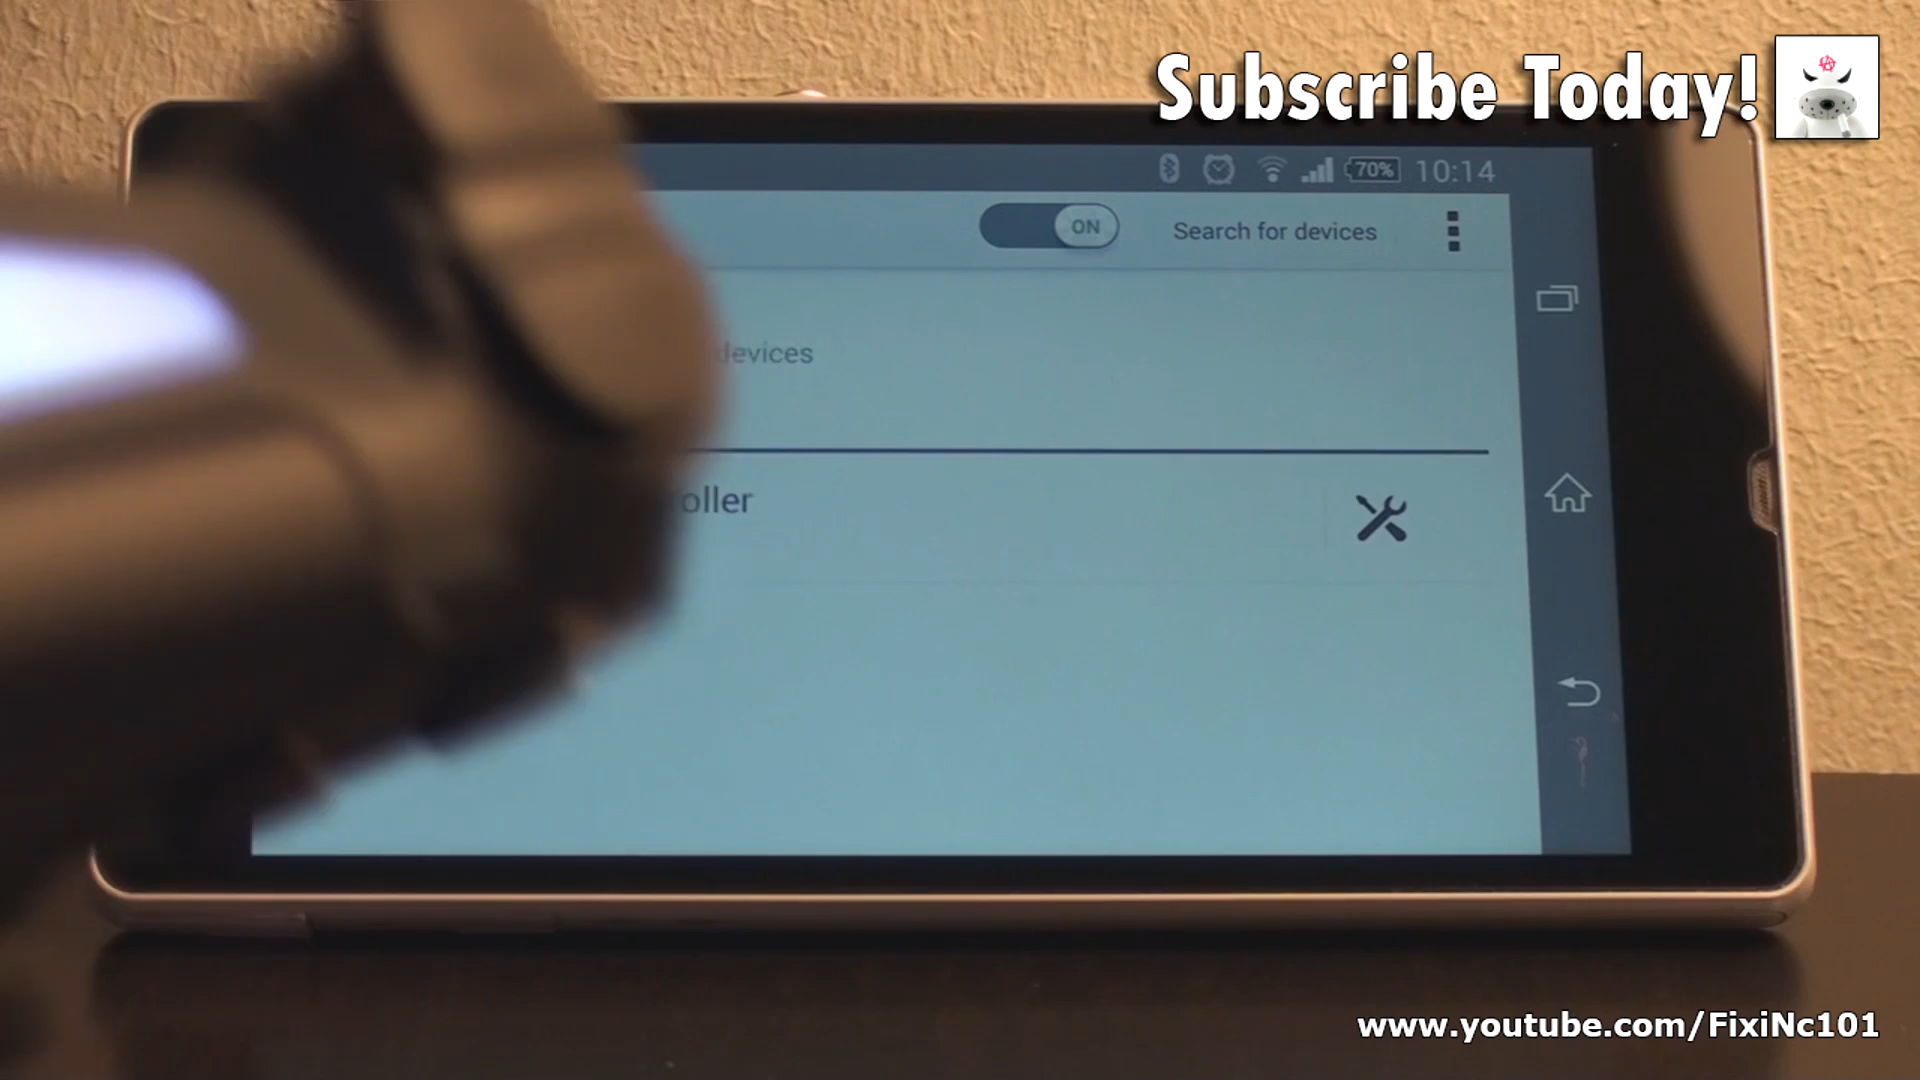 Subscribe Today!
70% 10:14
ON Search for devices
devices
oller
www.youtube.com/FixiNc101